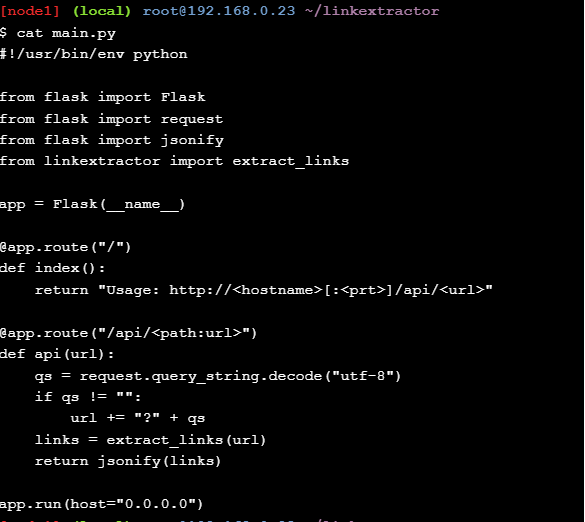 [node1] (local) root@192.168.0.23 ~/linkextractor
$ cat main.py
#!/usr/bin/env python

from flask import Flask
from flask import request
from flask import jsonify
from linkextractor import extract_links

app = Flask(__name__)

@app.route("/")
def index():
    return "Usage: http://<hostname>[:<prt>]/api/<url>"

@app.route("/api/<path:url>")
def api(url):
    qs = request.query_string.decode("utf-8")
    if qs != "":
        url += "?" + qs
    links = extract_links(url)
    return jsonify(links)

app.run(host="0.0.0.0")